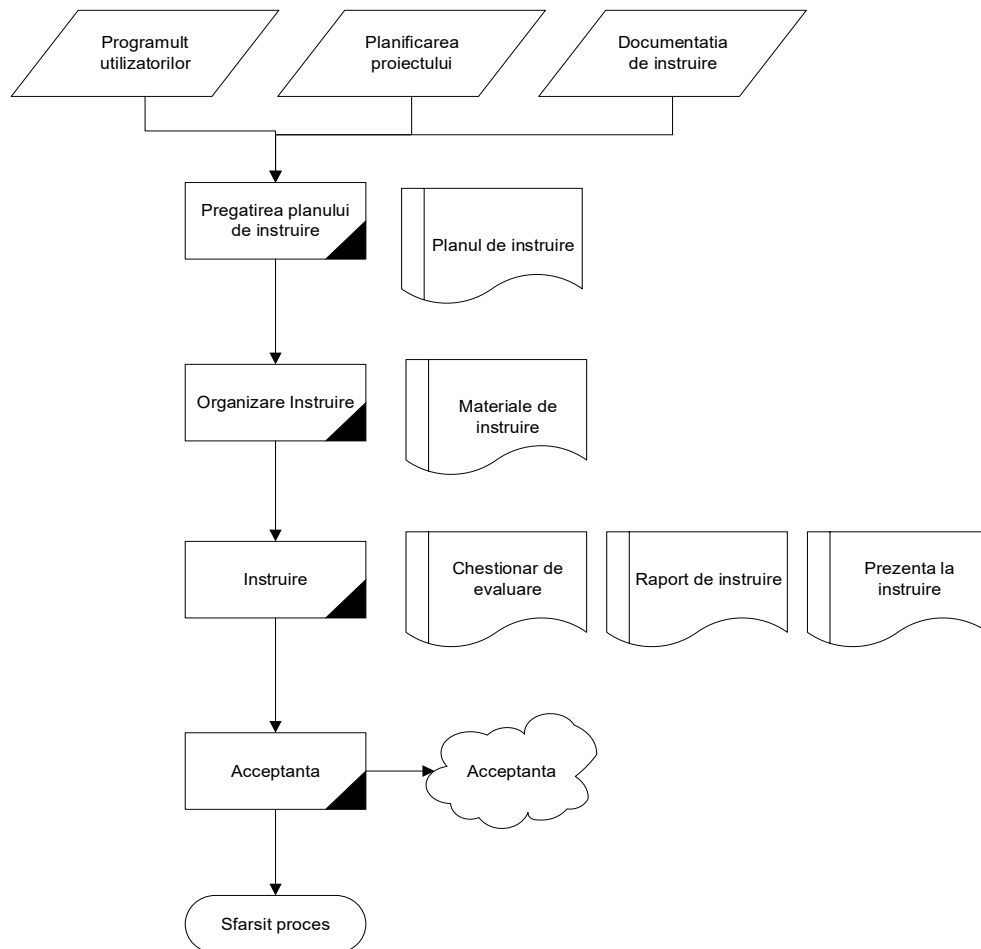 Programult
utilizatorilor
Planificarea
proiectului
Documentatia
de instruire
Pregatirea planului
de instruire
Planul de instruire
Organizare Instruire
Materiale de
instruire
Instruire
Chestionar de
evaluare
Raport de instruire
Prezenta la
instruire
Acceptanta
Acceptanta
Sfarsit proces